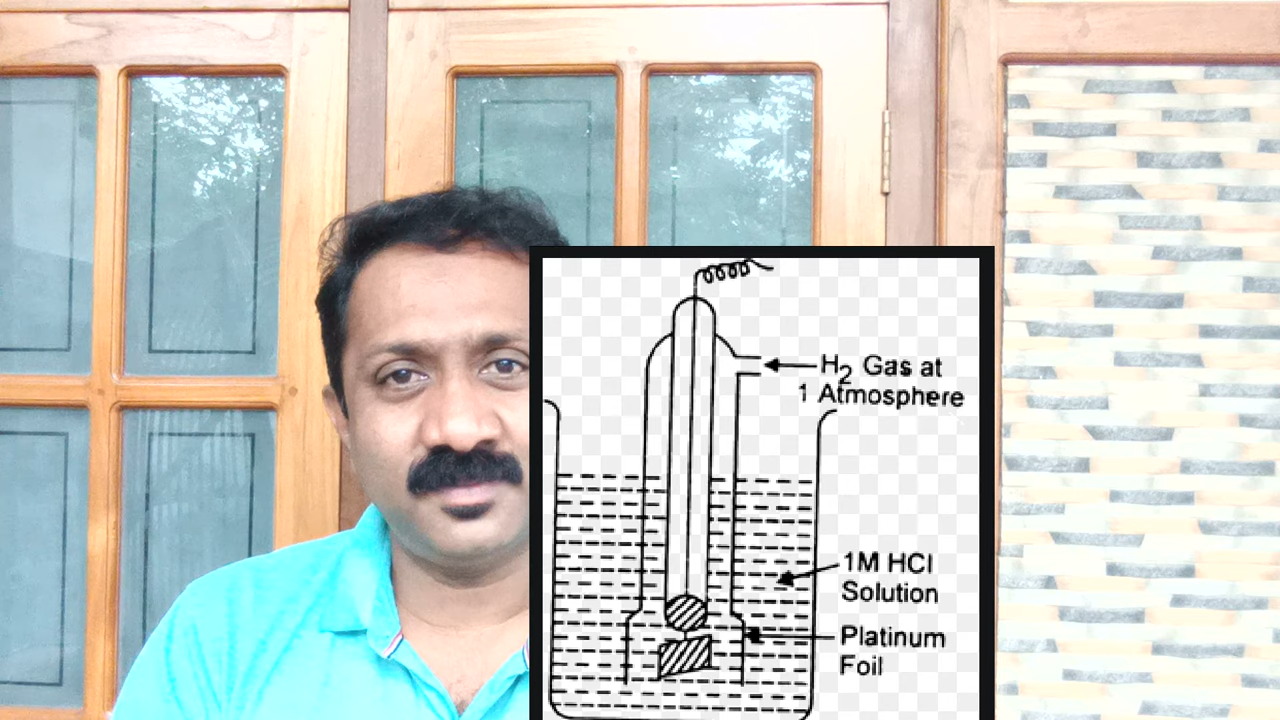 H2 Gas at
1 Atmosphere
1M HCl
Solution
Platinum
Foil